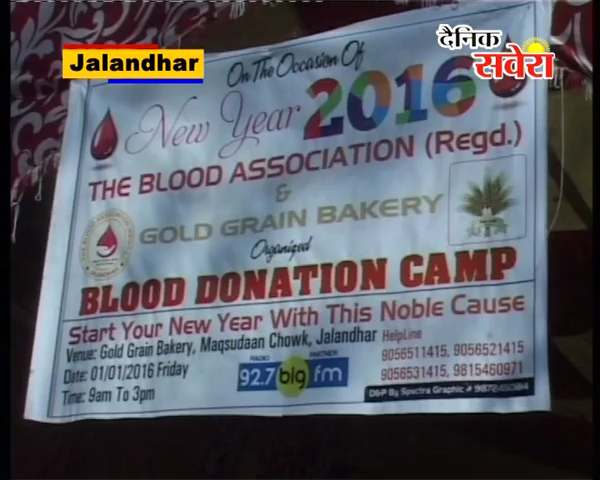 Jalandhar
दैनिक
सवेरा
On The Occasion Of
New Year 2016
THE BLOOD ASSOCIATION (Regd.)
&
GOLD GRAIN BAKERY
Organized
BLOOD DONATION CAMP
Start Your New Year With This Noble Cause
Venue: Gold Grain Bakery, Maqsudaan Chowk, Jalandhar
Date: 01/01/2016 Friday
Time: 9am To 3pm
RADIO PARTNER
92.7 big fm
HelpLine
9056511415, 9056521415
9056531415, 9815460971
D&P By Spectra Graphic